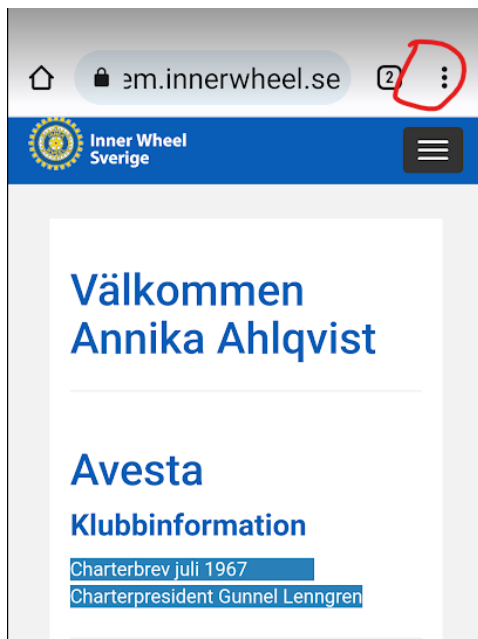 em.innerwheel.se
2
Inner Wheel
Sverige
Välkommen
Annika Ahlqvist
Avesta
Klubbinformation
Charterbrev juli 1967
Charterpresident Gunnel Lenngren